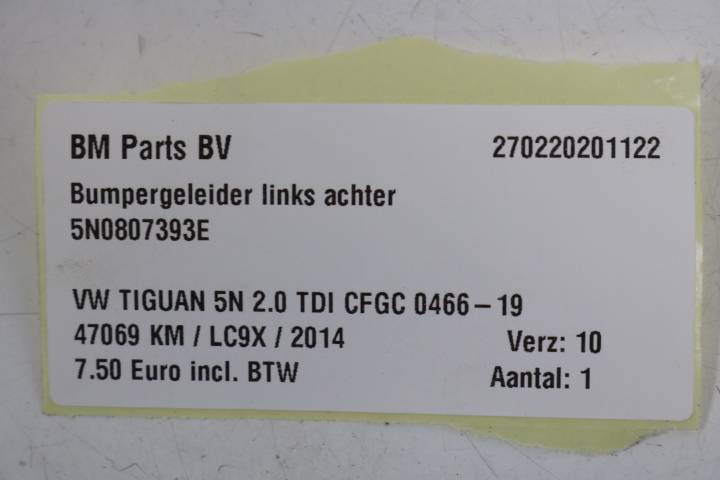 BM Parts BV 270220201122
Bumpergeleider links achter
5N0807393E
VW TIGUAN 5N 2.0 TDI CFGC 0466 – 19
47069 KM / LC9X / 2014 Verz: 10
7.50 Euro incl. BTW Aantal: 1